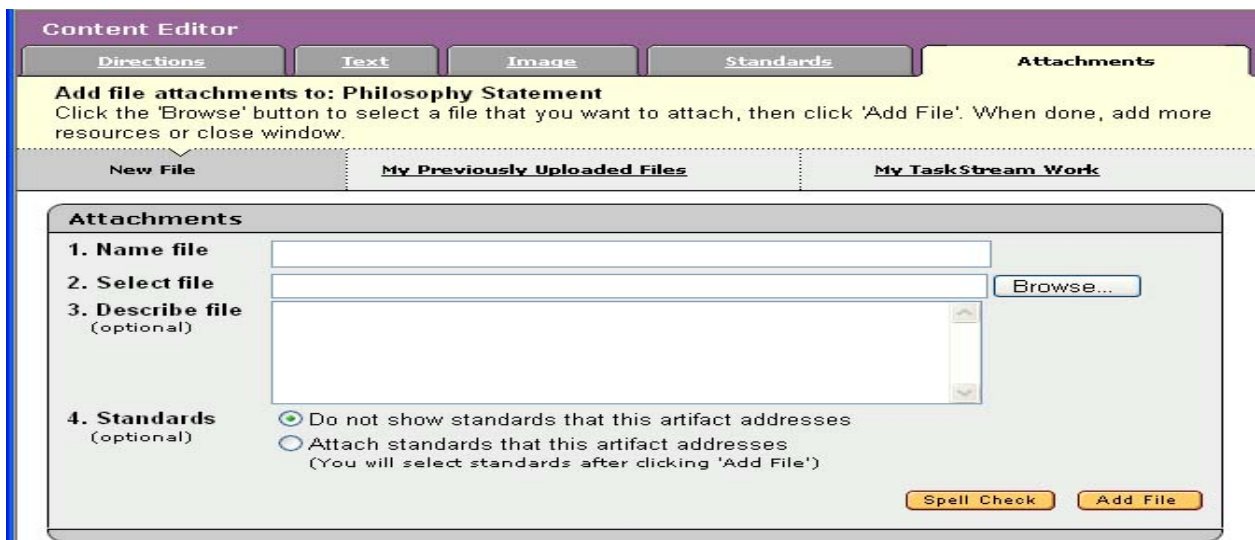 Content Editor
Directions Text Image Standards Attachments
Add file attachments to: Philosophy Statement
Click the 'Browse' button to select a file that you want to attach, then click 'Add File'. When done, add more
resources or close window.
New File My Previously Uploaded Files My TaskStream Work
Attachments
1. Name file
2. Select file Browse...
3. Describe file
(optional)
4. Standards Do not show standards that this artifact addresses
(optional) Attach standards that this artifact addresses
(You will select standards after clicking 'Add File')
Spell Check Add File